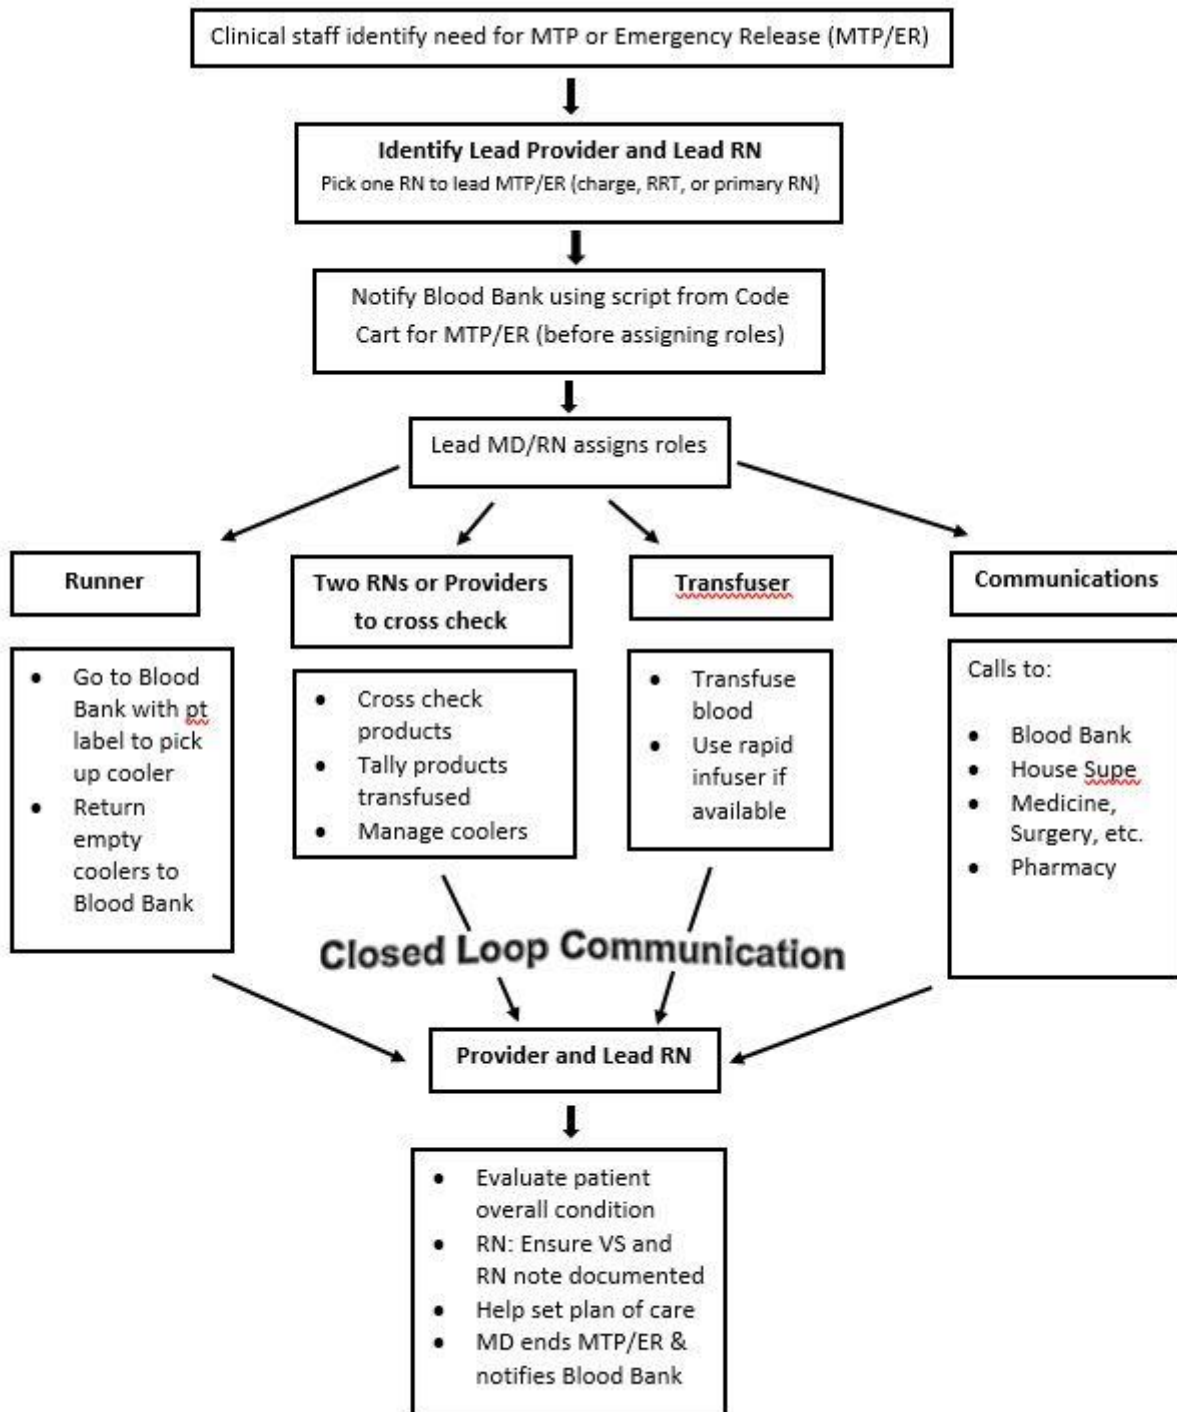 Clinical staff identify need for MTP or Emergency Release (MTP/ER)
Identify Lead Provider and Lead RN
Pick one RN to lead MTP/ER (charge, RRT, or primary RN)
Notify Blood Bank using script from Code
Cart for MTP/ER (before assigning roles)
Lead MD/RN assigns roles
Runner
• Go to Blood
Bank with pt
label to pick
up cooler
• Return
empty
coolers to
Blood Bank
Two RNs or Providers
to cross check
• Cross check
products
• Tally products
transfused
• Manage coolers
Transfuser
• Transfuse
blood
• Use rapid
infuser if
available
Communications
Calls to:
• Blood Bank
• House Supe
• Medicine,
Surgery, etc.
• Pharmacy
Closed Loop Communication
Provider and Lead RN
• Evaluate patient
overall condition
• RN: Ensure VS and
RN note documented
• Help set plan of care
• MD ends MTP/ER &
notifies Blood Bank